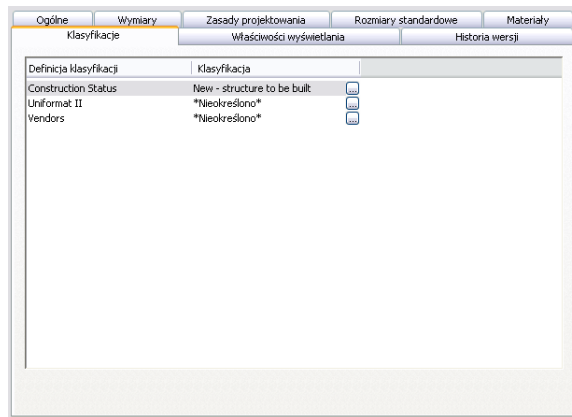 Ogólne Wymiary Zasady projektowania Rozmiary standardowe Materiały
Klasyfikacje Właściwości wyświetlania Historia wersji
Definicja klasyfikacji Klasyfikacja
Construction Status New - structure to be built ...
Uniformat II *Nieokreślono* ...
Vendors *Nieokreślono* ...